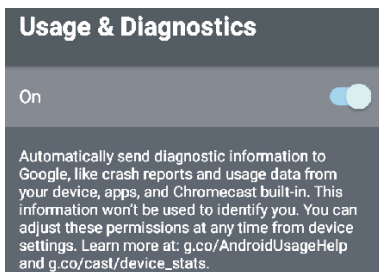 Usage & Diagnostics
On
Automatically send diagnostic information to
Google, like crash reports and usage data from
your device, apps, and Chromecast built-in. This
information won't be used to identify you. You can
adjust these permissions at any time from device
settings. Learn more at: g.co/AndroidUsageHelp
and g.co/cast/device_stats.